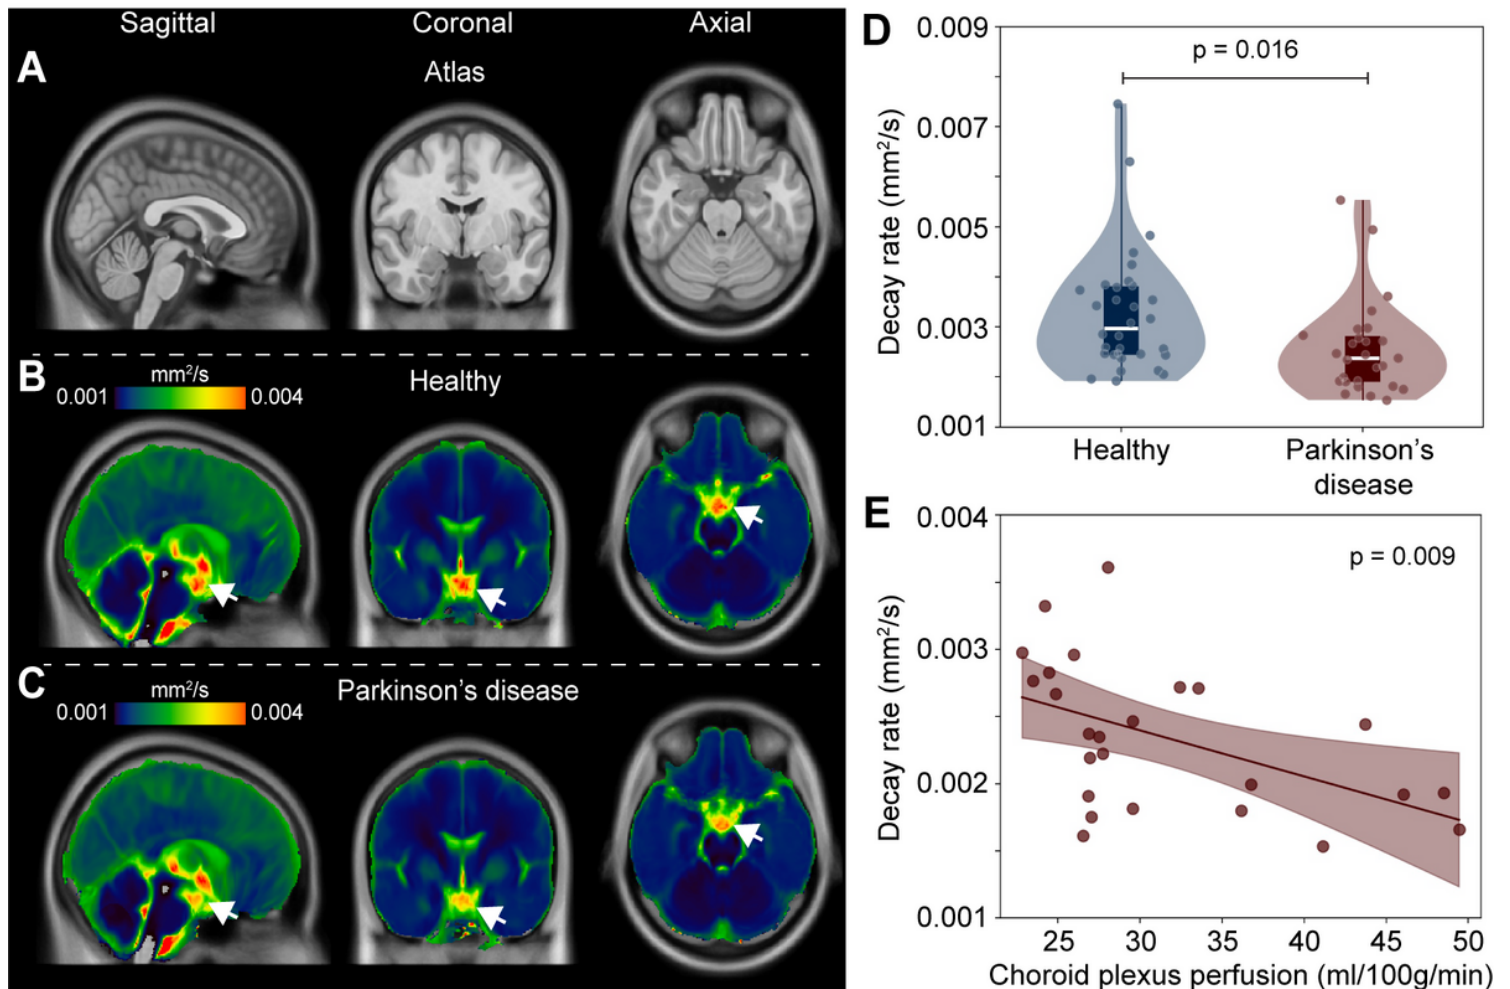 Sagittal Coronal Axial
A
Atlas
B
mm²/s
0.001 0.004
Healthy
C
mm²/s
0.001 0.004
Parkinson's disease
D
0.009
0.007
0.005
0.003
0.001
Decay rate (mm²/s)
p = 0.016
Healthy
Parkinson's
disease
E
0.004
0.003
0.002
0.001
Decay rate (mm²/s)
p = 0.009
25 30 35 40 45 50
Choroid plexus perfusion (ml/100g/min)